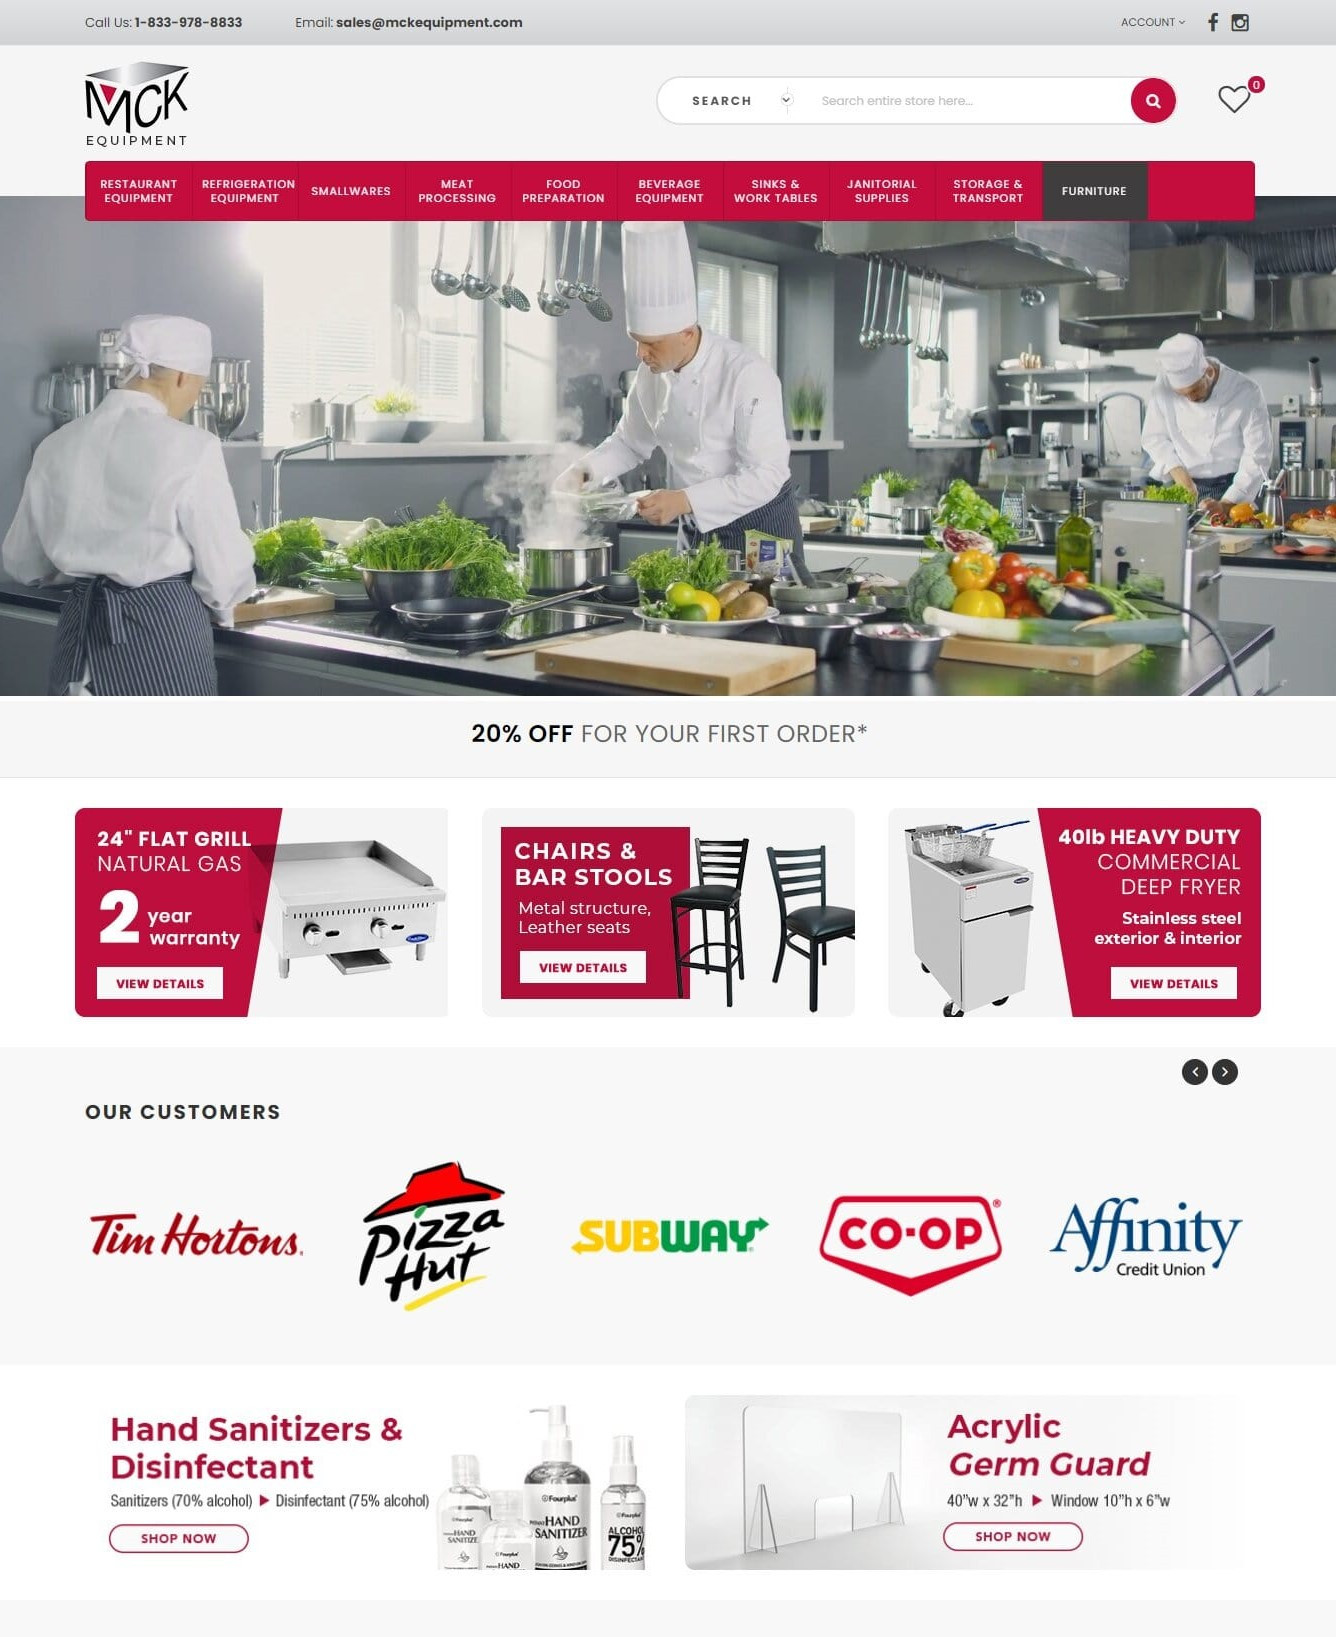 Call Us: 1-833-978-8833
Email: sales@mckequipment.com
ACCOUNT
MCK
EQUIPMENT
SEARCH
Search entire store here...
0
RESTAURANT
EQUIPMENT
REFRIGERATION
EQUIPMENT
SMALLWARES
MEAT
PROCESSING
FOOD
PREPARATION
BEVERAGE
EQUIPMENT
SINKS &
WORK TABLES
JANITORIAL
SUPPLIES
STORAGE &
TRANSPORT
FURNITURE
20% OFF FOR YOUR FIRST ORDER*
24" FLAT GRILL
NATURAL GAS
2 year
warranty
VIEW DETAILS
CHAIRS &
BAR STOOLS
Metal structure,
Leather seats
VIEW DETAILS
40lb HEAVY DUTY
COMMERCIAL
DEEP FRYER
Stainless steel
exterior & interior
VIEW DETAILS
OUR CUSTOMERS
Tim Hortons.
Pizza
Hut
SUBWAY
CO-OP®
Affinity
Credit Union
Hand Sanitizers &
Disinfectant
Sanitizers (70% alcohol) ▶ Disinfectant (75% alcohol)
SHOP NOW
Fourplus
HAND
SANITIZER
ALCOHOL
75%
HAND
SANITIZE
HAND
Acrylic
Germ Guard
40”w x 32”h ▶ Window 10”h x 6”w
SHOP NOW